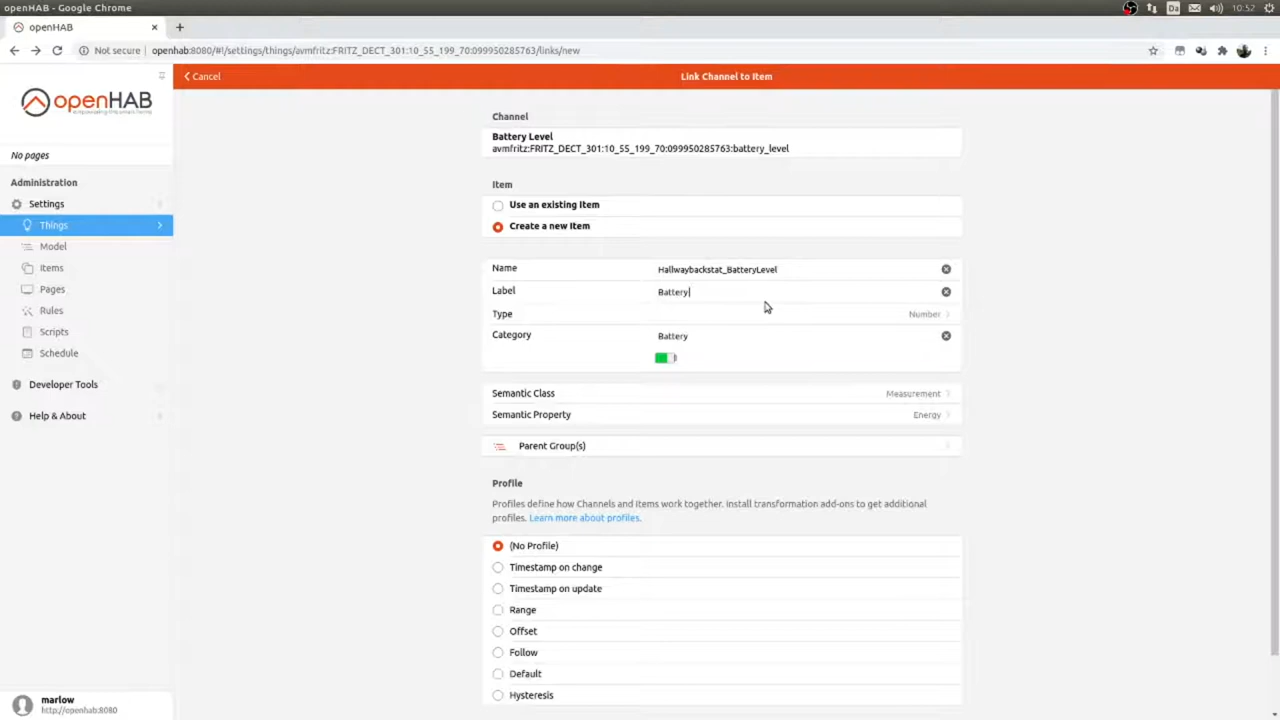 openHAB - Google Chrome
Da
10:52
openHAB
Not secure
openhab:8080/#!/settings/things/avmfritz:FRITZ_DECT_301:10_55_199_70:099950285763/links/new
openHAB
Cancel
Link Channel to Item
No pages
Administration
Settings
Things
Model
Items
Pages
Rules
Scripts
Schedule
Developer Tools
Help & About
marlow
http://openhab:8080
Channel
Battery Level
avmfritz:FRITZ_DECT_301:10_55_199_70:099950285763:battery_level
Item
Use an existing Item
Create a new Item
Name
Hallwaybackstat_BatteryLevel
Label
Battery
Type
Number
Category
Battery
Semantic Class
Measurement
Semantic Property
Energy
Parent Group(s)
Profile
Profiles define how Channels and Items work together. Install transformation add-ons to get additional
profiles. Learn more about profiles.
(No Profile)
Timestamp on change
Timestamp on update
Range
Offset
Follow
Default
Hysteresis